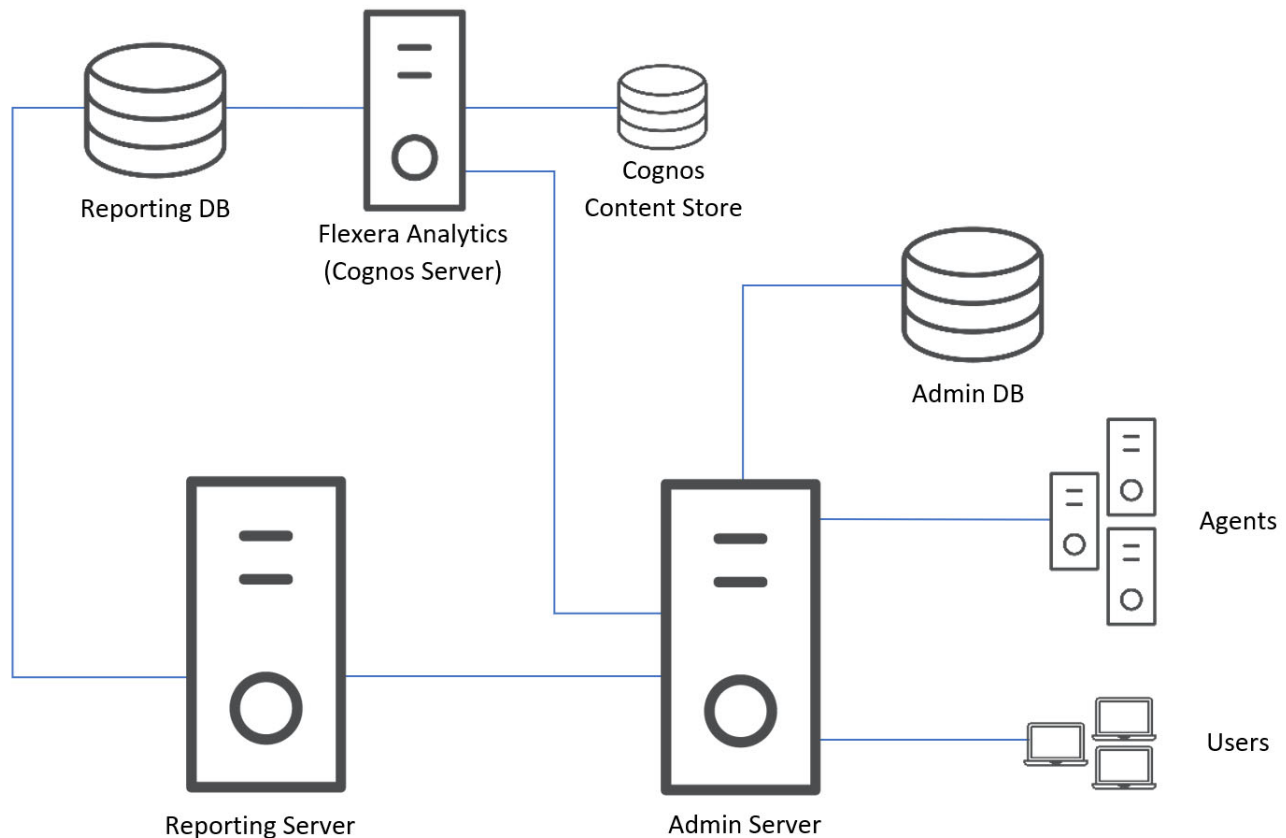 Reporting DB
Flexera Analytics
(Cognos Server)
Cognos
Content Store
Admin DB
Agents
Users
Reporting Server
Admin Server